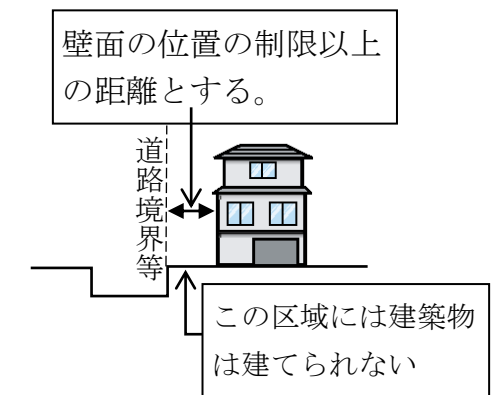 壁面の位置の制限以上
の距離とする。
道路境界等
この区域には建築物
は建てられない